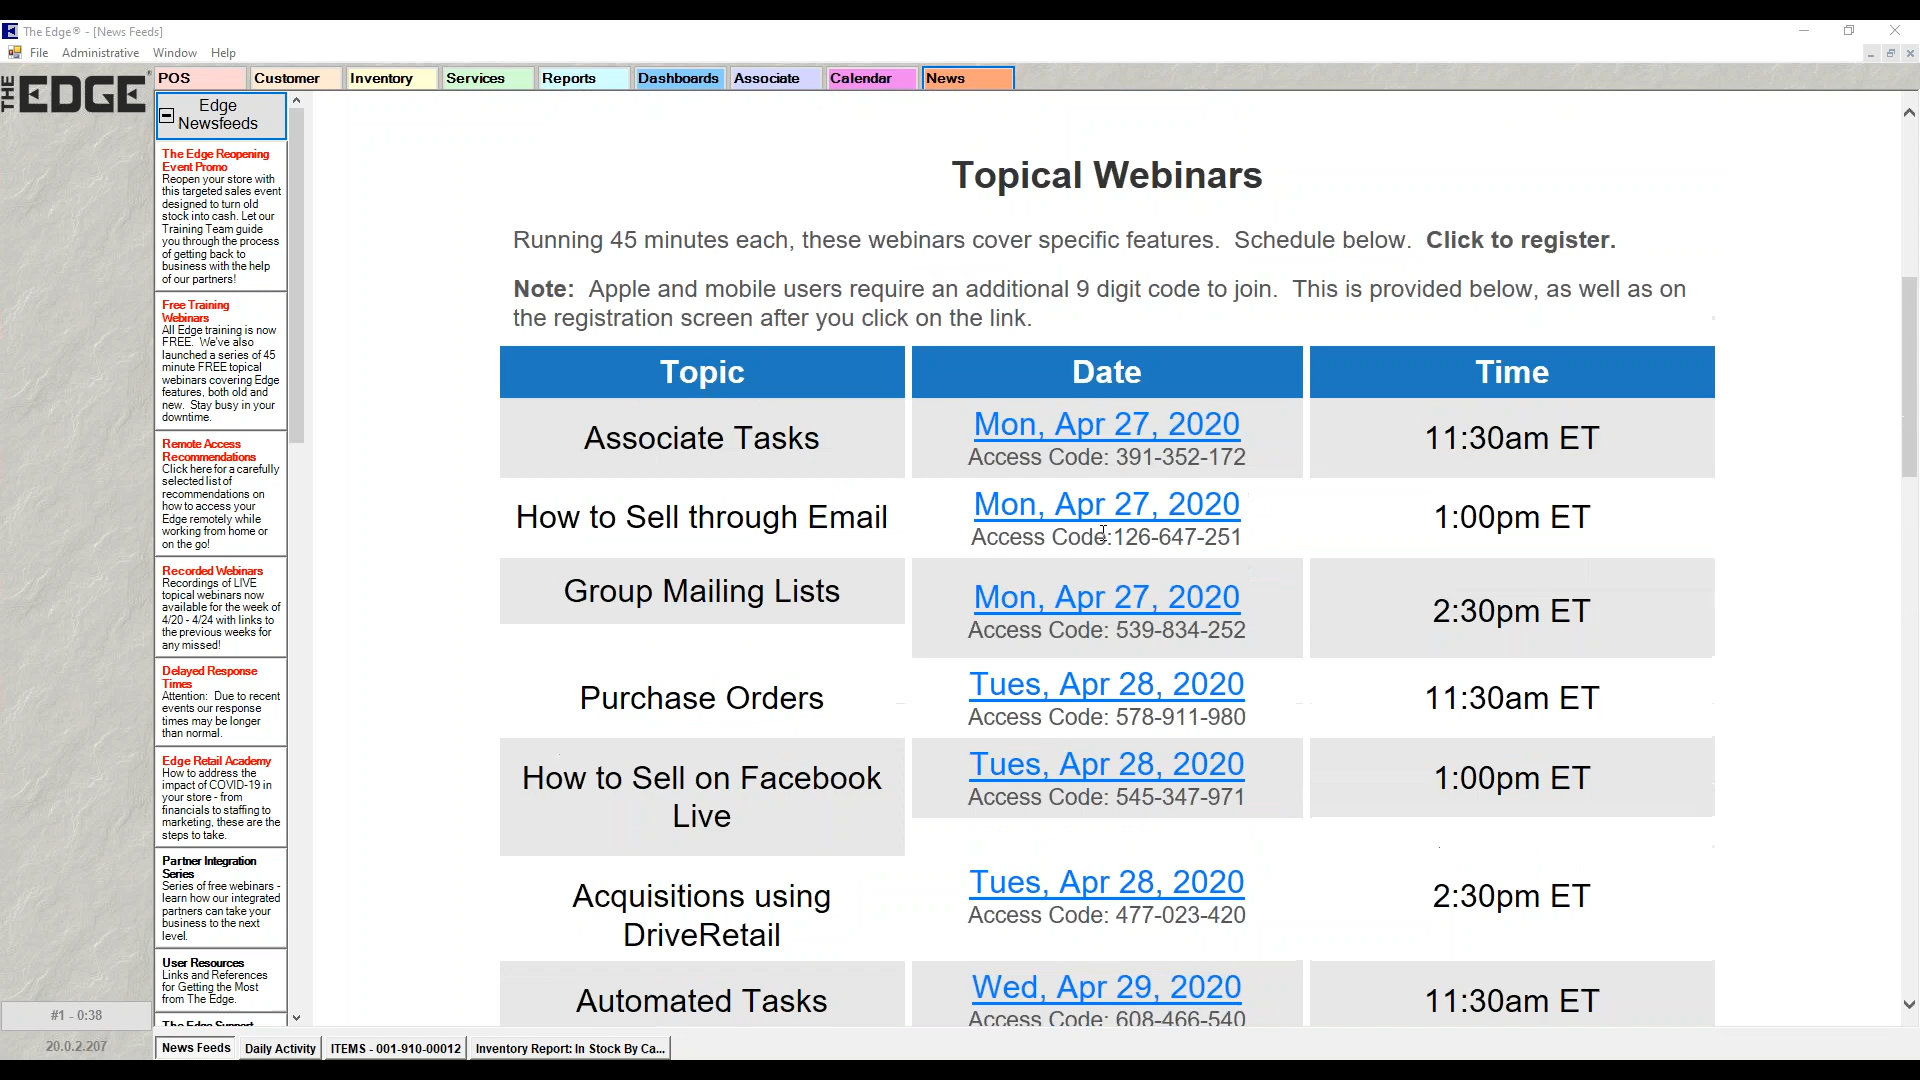 The Edge® - [News Feeds]
File Administrative Window Help
THE EDGE®
POS Customer Inventory Services Reports Dashboards Associate Calendar News
Edge
Newsfeeds
The Edge Reopening
Event Promo
Reopen your store with
this targeted sales event
designed to turn old
stock into cash. Let our
Training Team guide
you through the process
of getting back to
business with the help
of our partners!
Free Training
Webinars
All Edge training is now
FREE. We've also
launched a series of 45
minute FREE topical
webinars covering Edge
features, both old and
new. Stay busy in your
downtime.
Remote Access
Recommendations
Click here for a carefully
selected list of
recommendations on
how to access your
Edge remotely while
working from home or
on the go!
Recorded Webinars
Recordings of LIVE
topical webinars now
available for the week of
4/20 - 4/24 with links to
the previous weeks for
any missed!
Delayed Response
Times
Attention: Due to recent
events our response
times may be longer
than normal.
Edge Retail Academy
How to address the
impact of COVID-19 in
your store - from
financials to staffing to
marketing, these are the
steps to take.
Partner Integration
Series
Series of free webinars -
learn how our integrated
partners can take your
business to the next
level.
User Resources
Links and References
for Getting the Most
from The Edge.
The Edge Support
Topical Webinars
Running 45 minutes each, these webinars cover specific features. Schedule below. Click to register.
Note: Apple and mobile users require an additional 9 digit code to join. This is provided below, as well as on
the registration screen after you click on the link.
Topic Date Time
Associate Tasks Mon, Apr 27, 2020 11:30am ET
Access Code: 391-352-172
How to Sell through Email Mon, Apr 27, 2020 1:00pm ET
Access Code:126-647-251
Group Mailing Lists Mon, Apr 27, 2020 2:30pm ET
Access Code: 539-834-252
Purchase Orders Tues, Apr 28, 2020 11:30am ET
Access Code: 578-911-980
How to Sell on Facebook Tues, Apr 28, 2020 1:00pm ET
Live Access Code: 545-347-971
Acquisitions using Tues, Apr 28, 2020 2:30pm ET
DriveRetail Access Code: 477-023-420
Automated Tasks Wed, Apr 29, 2020 11:30am ET
Access Code: 608-466-540
#1 - 0:38
20.0.2.207
News Feeds Daily Activity ITEMS - 001-910-00012 Inventory Report: In Stock By Ca...